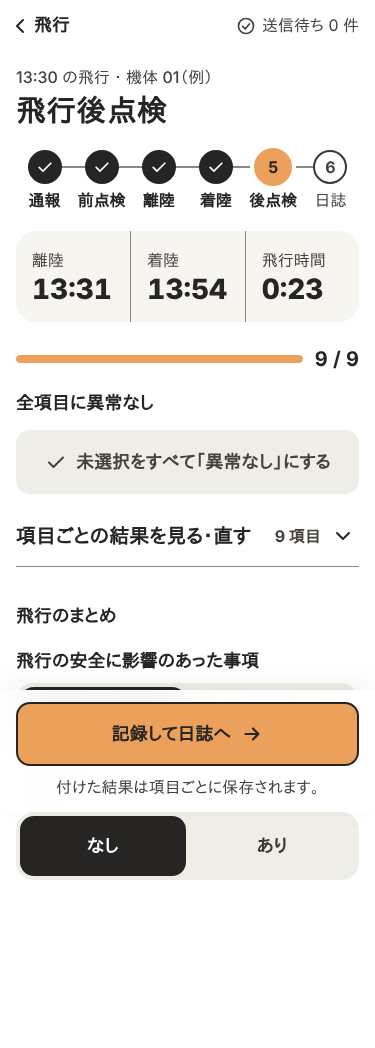 飛行
送信待ち 0 件
13:30 の飛行・機体 01（例）
飛行後点検
5
6
通報
前点検
離陸
着陸
後点検
日誌
離陸
着陸
飛行時間
13:31
13:54
0:23
9 / 9
全項目に異常なし
未選択をすべて「異常なし」にする
項目ごとの結果を見る・直す
9 項目
飛行のまとめ
飛行の安全に影響のあった事項
記録して日誌へ
付けた結果は項目ごとに保存されます。
なし
あり